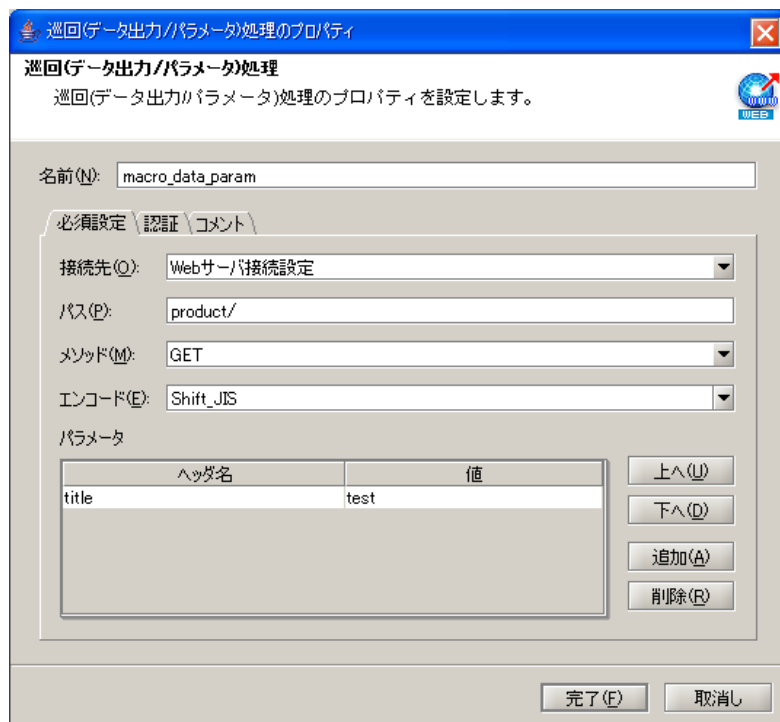 巡回(データ出力/パラメータ)処理のプロパティ
巡回(データ出力/パラメータ)処理
巡回(データ出力/パラメータ)処理のプロパティを設定します。
WWW
WEB
名前(N): macro_data_param
必須設定 認証 コメント
接続先(O): Webサーバ接続設定
パス(P): product/
メソッド(M): GET
エンコード(E): Shift_JIS
パラメータ
ヘッダ名 値
title test
上へ(U)
下へ(D)
追加(A)
削除(R)
完了(F) 取消し